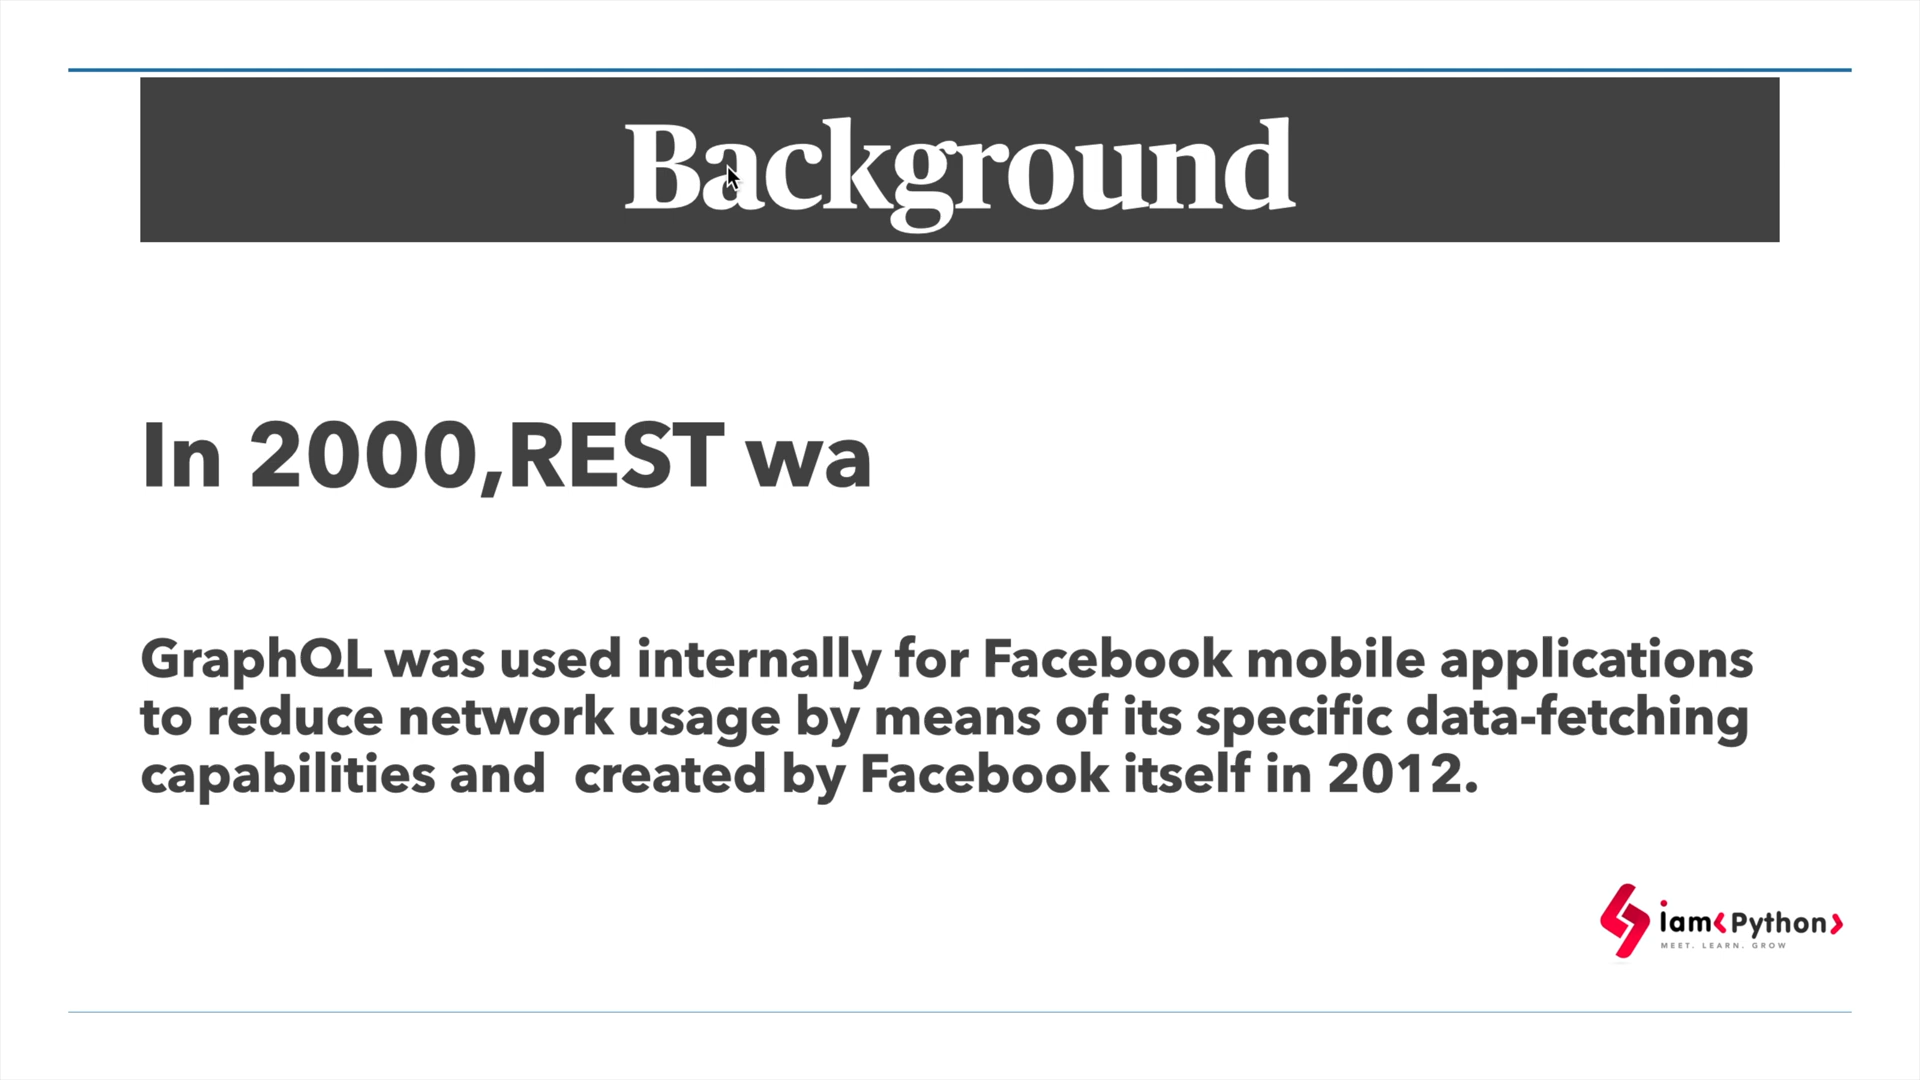 Background
In 2000,REST wa
GraphQL was used internally for Facebook mobile applications
to reduce network usage by means of its specific data-fetching
capabilities and  created by Facebook itself in 2012.
iam<Python>
MEET. LEARN. GROW